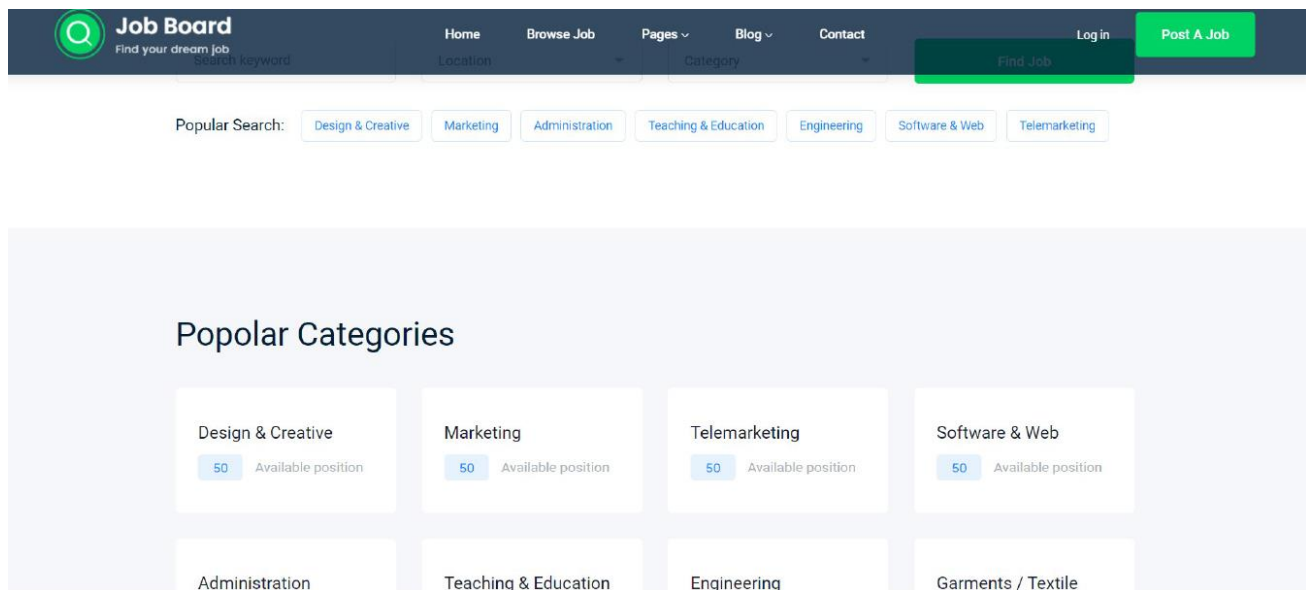 Job Board
Find your dream job
Home Browse Job Pages Blog Contact Log in Post A Job
Search keyword Location Category Find Job
Popular Search: Design & Creative Marketing Administration Teaching & Education Engineering Software & Web Telemarketing
Popolar Categories
Design & Creative Marketing Telemarketing Software & Web
50 Available position 50 Available position 50 Available position 50 Available position
Administration Teaching & Education Engineering Garments / Textile